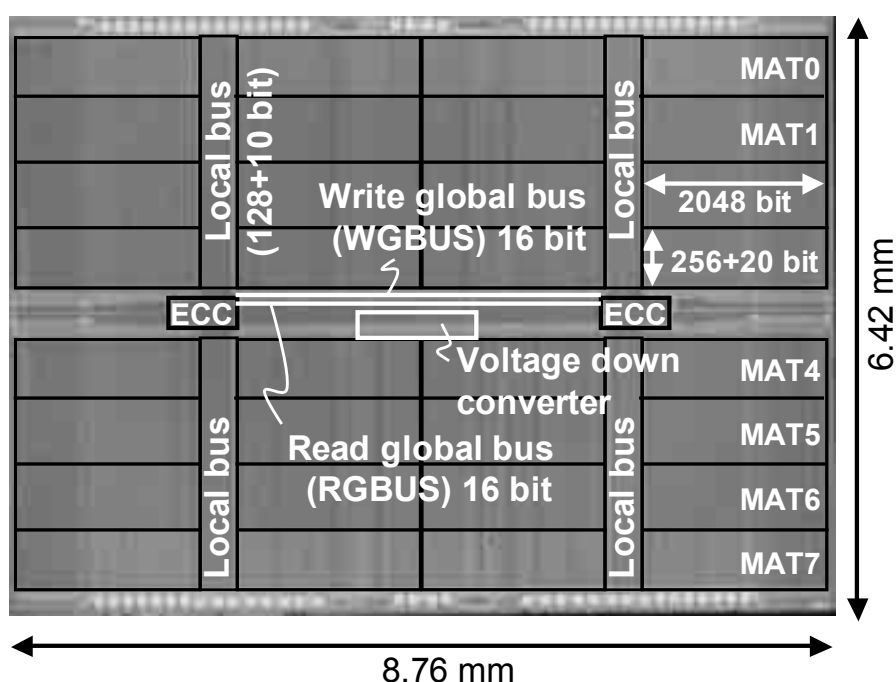 MAT0
MAT1
Local bus
(128+10 bit)
Local bus
Write global bus
(WGBUS) 16 bit
2048 bit
256+20 bit
ECC
ECC
Voltage down
converter
MAT4
MAT5
MAT6
MAT7
Local bus
Read global bus
(RGBUS) 16 bit
Local bus
6.42 mm
8.76 mm